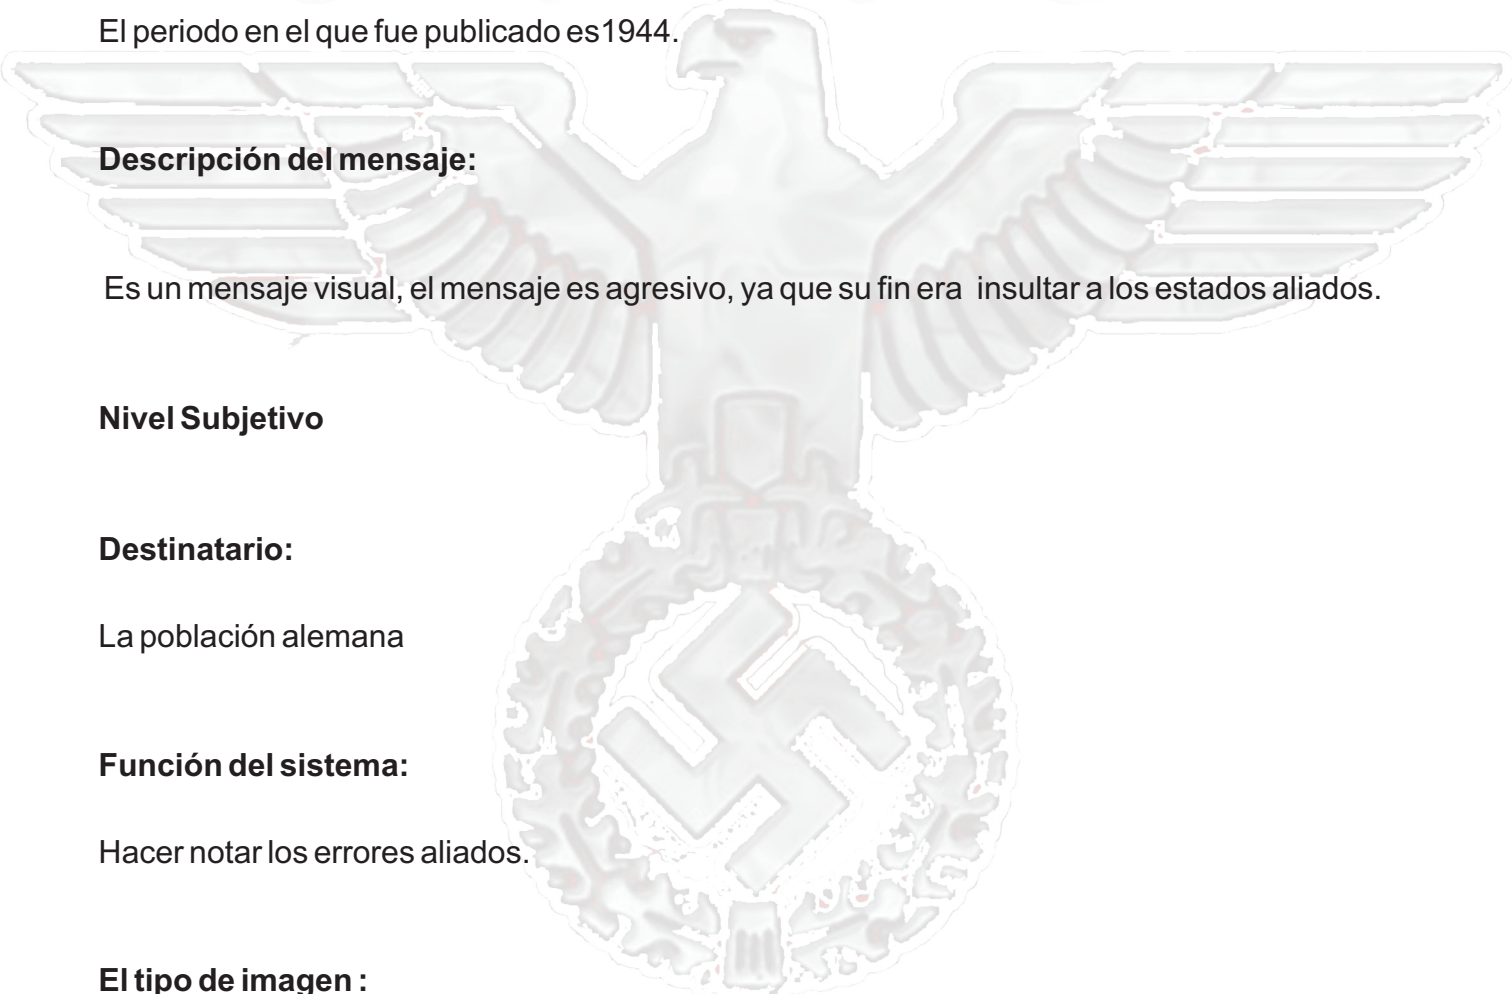 El periodo en el que fue publicado es1944.
Descripción del mensaje:
Es un mensaje visual, el mensaje es agresivo, ya que su fin era insultar a los estados aliados.
Nivel Subjetivo
Destinatario:
La población alemana
Función del sistema:
Hacer notar los errores aliados.
El tipo de imagen :